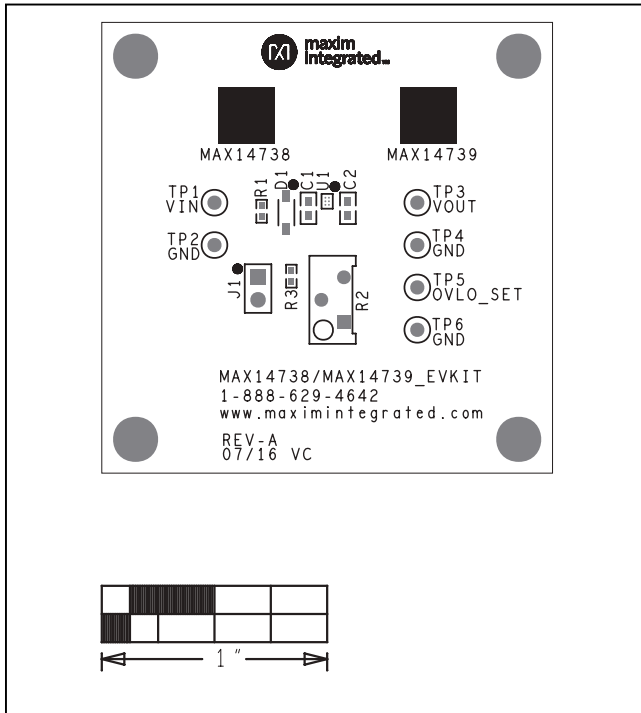 maxim
integrated™
MAX14738
MAX14739
R1
D1
C1
U1
C2
TP1
VIN
TP2
GND
TP3
VOUT
TP4
GND
TP5
OVLO_SET
TP6
GND
J1
R3
R2
MAX14738/MAX14739_EVKIT
1-888-629-4642
www.maximintegrated.com
REV-A
07/16 VC
1 "